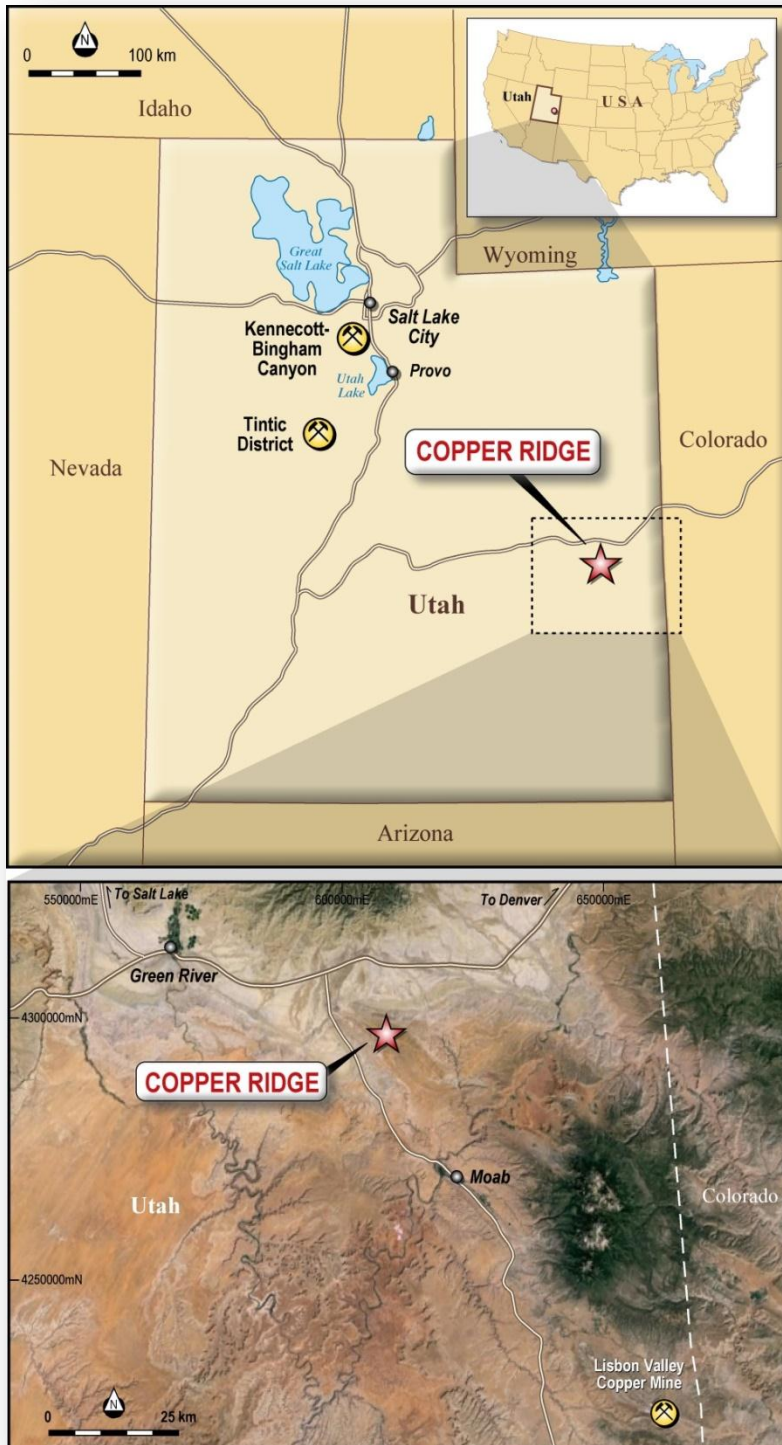 N
0
100 km
Idaho
Utah
U S A
Wyoming
Great
Salt Lake
Salt Lake
City
Kennecott-
Bingham
Canyon
Utah
Lake
Provo
Tintic
District
COPPER RIDGE
Colorado
Nevada
Utah
Arizona
550000mE
600000mE
650000mE
To Salt Lake
To Denver
Green River
4300000mN
COPPER RIDGE
Moab
Utah
Colorado
4250000mN
Lisbon Valley
Copper Mine
N
0
25 km